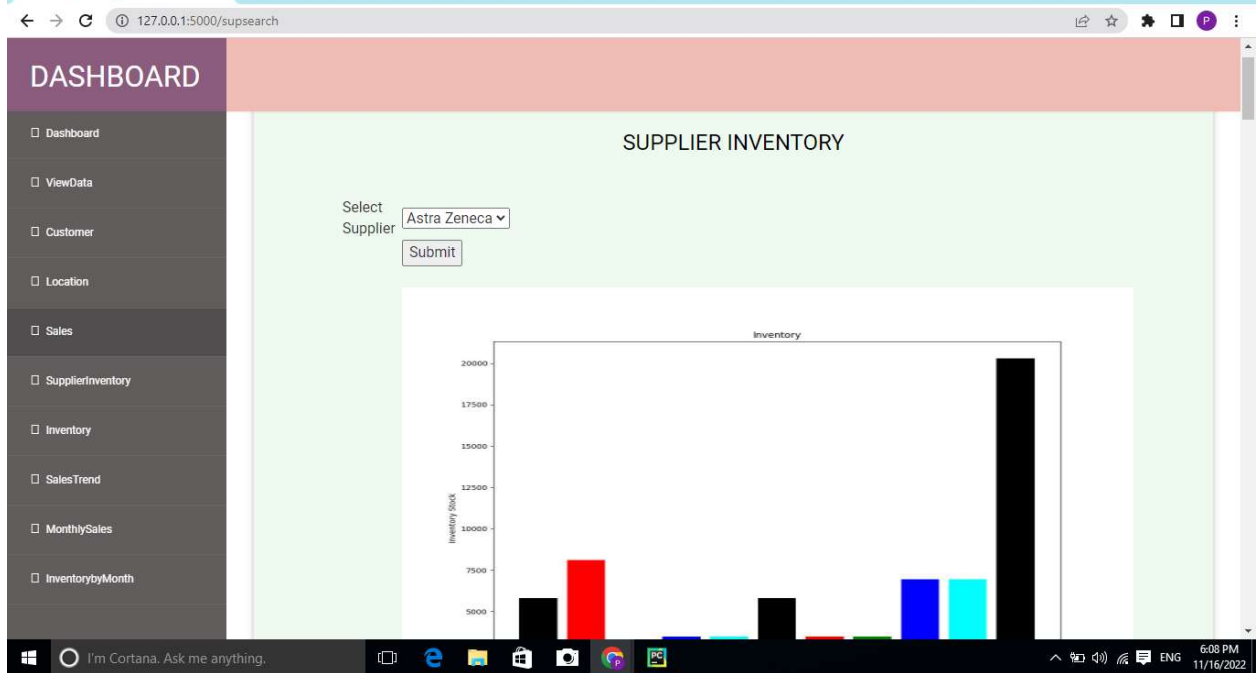 127.0.0.1:5000/supsearch
P
DASHBOARD
Dashboard
ViewData
Customer
Location
Sales
SupplierInventory
Inventory
SalesTrend
MonthlySales
InventorybyMonth
SUPPLIER INVENTORY
Select
Supplier
Astra Zeneca
Submit
Inventory
20000
17500
15000
12500
10000
7500
5000
Inventory Stock
I'm Cortana. Ask me anything.
P
PC
ENG
6:08 PM
11/16/2022